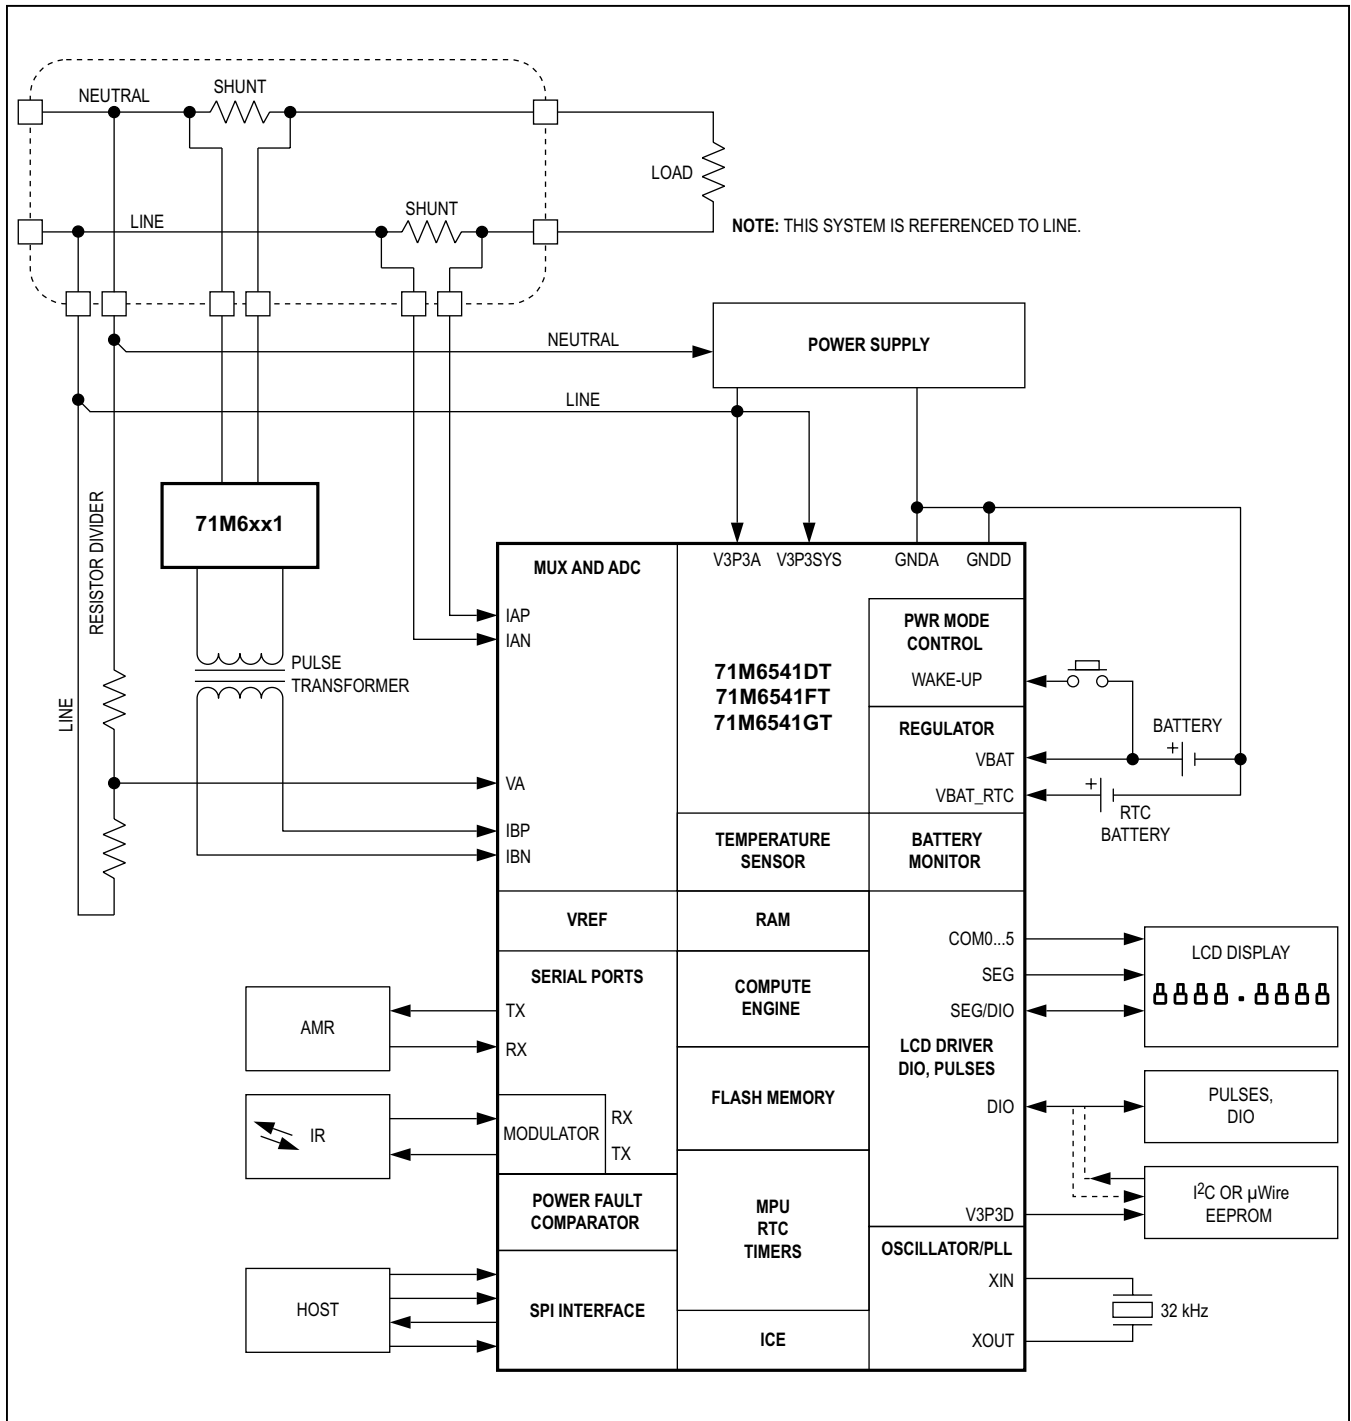 SHUNT
NEUTRAL
LOAD
SHUNT
LINE
NOTE: THIS SYSTEM IS REFERENCED TO LINE.
NEUTRAL
POWER SUPPLY
LINE
RESISTOR DIVIDER
LINE
71M6xx1
PULSE
TRANSFORMER
MUX AND ADC
IAP
IAN
VA
IBP
IBN
V3P3A
V3P3SYS
GNDA
GNDD
71M6541DT
71M6541FT
71M6541GT
PWR MODE
CONTROL
WAKE-UP
REGULATOR
VBAT
VBAT_RTC
BATTERY
+
+
RTC
BATTERY
TEMPERATURE
SENSOR
BATTERY
MONITOR
VREF
RAM
SERIAL PORTS
TX
RX
COMPUTE
ENGINE
COM0...5
SEG
SEG/DIO
LCD DRIVER
DIO, PULSES
LCD DISPLAY
8888.8888
AMR
FLASH MEMORY
DIO
PULSES,
DIO
IR
MODULATOR
RX
TX
POWER FAULT
COMPARATOR
MPU
RTC
TIMERS
V3P3D
I2C OR µWire
EEPROM
OSCILLATOR/PLL
XIN
XOUT
32 kHz
HOST
SPI INTERFACE
ICE